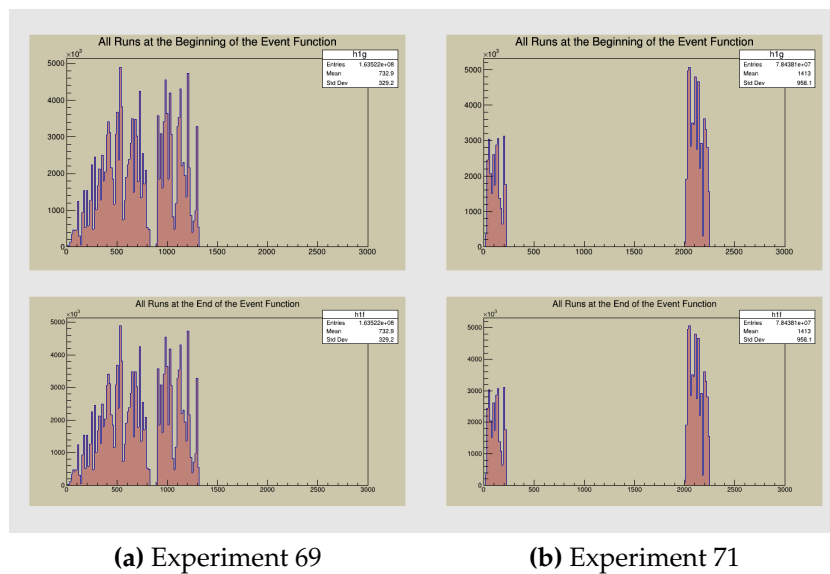 All Runs at the Beginning of the Event Function
×10³
h1g
Entries 1.63522e+08
Mean 732.9
Std Dev 329.2
5000
4000
3000
2000
1000
0
0 500 1000 1500 2000 2500 3000
All Runs at the Beginning of the Event Function
×10³
h1g
Entries 7.84381e+07
Mean 1413
Std Dev 958.1
5000
4000
3000
2000
1000
0
0 500 1000 1500 2000 2500 3000
All Runs at the End of the Event Function
×10³
h1f
Entries 1.63522e+08
Mean 732.9
Std Dev 329.2
5000
4000
3000
2000
1000
0
0 500 1000 1500 2000 2500 3000
All Runs at the End of the Event Function
×10³
h1f
Entries 7.84381e+07
Mean 1413
Std Dev 958.1
5000
4000
3000
2000
1000
0
0 500 1000 1500 2000 2500 3000
(a) Experiment 69
(b) Experiment 71